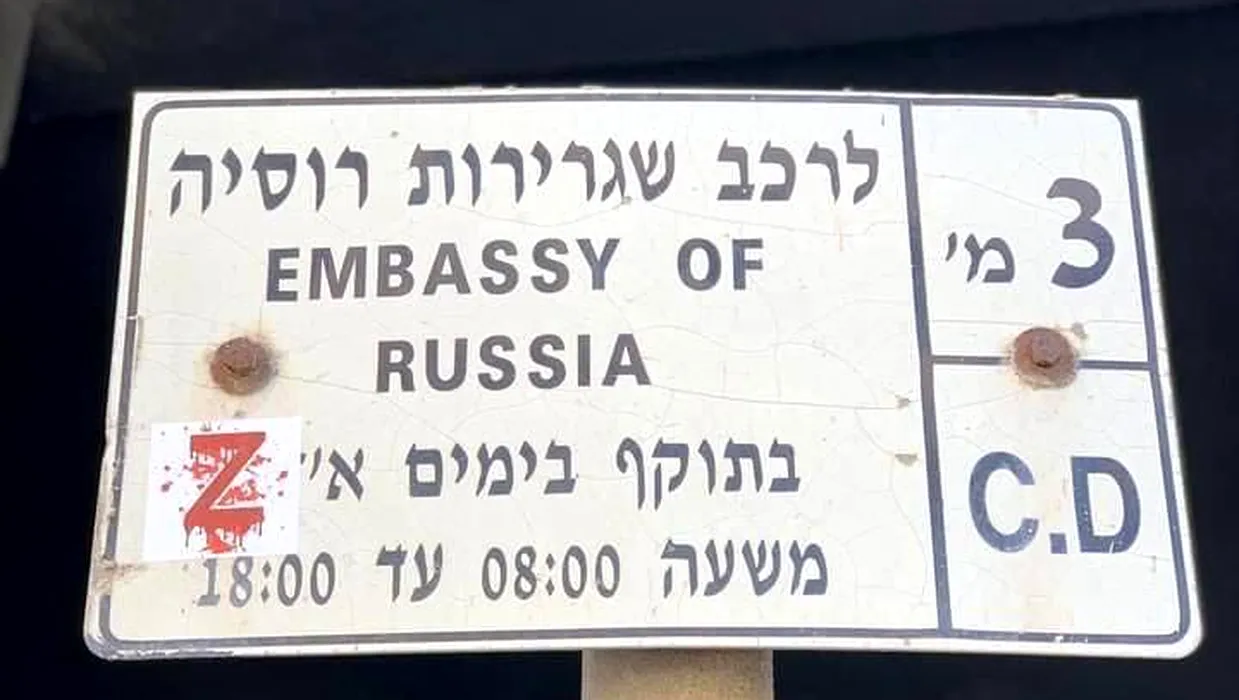 לרכב שגרירות רוסיה
EMBASSY OF
RUSSIA
בתוקף בימים א׳
משעה 08:00 עד 18:00
3 מ׳
C.D
Z